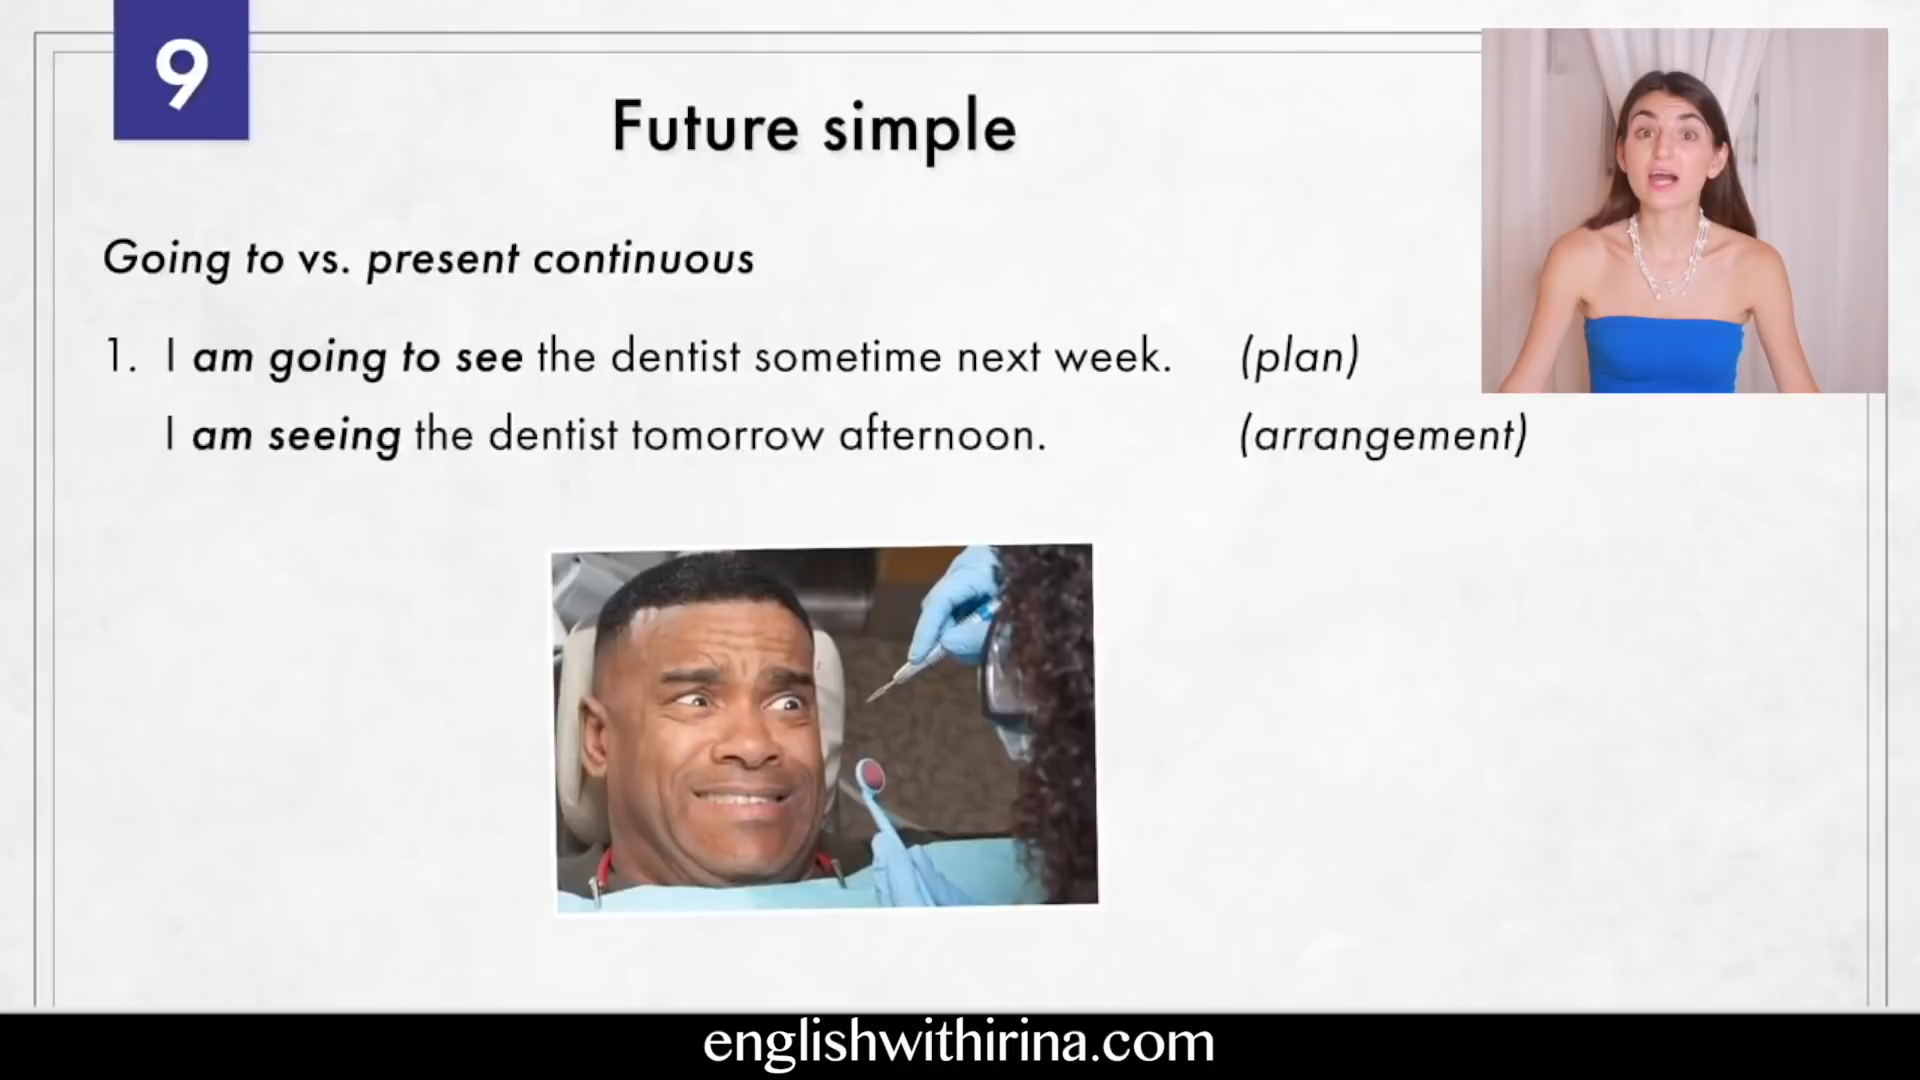 9
Future simple
Going to vs. present continuous
1. I am going to see the dentist sometime next week. (plan)
I am seeing the dentist tomorrow afternoon. (arrangement)
englishwithirina.com